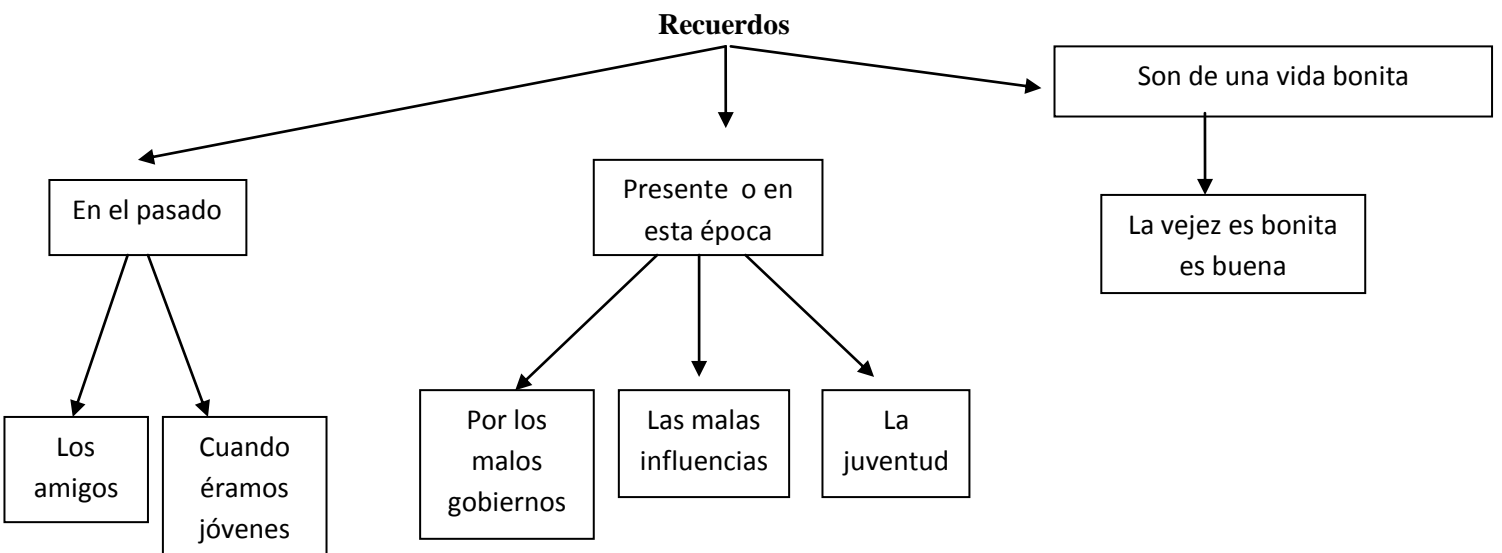 Recuerdos
Son de una vida bonita
En el pasado
Presente o en
esta época
La vejez es bonita
es buena
Los
amigos
Cuando
éramos
jóvenes
Por los
malos
gobiernos
Las malas
influencias
La
juventud